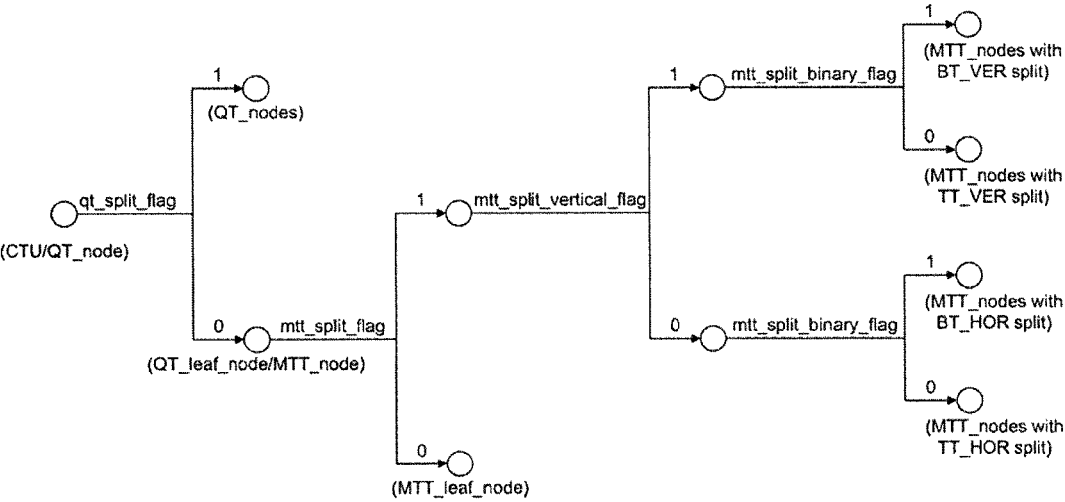 1
(MTT_nodes with
BT_VER split)
1
mtt_split_binary_flag
1
(QT_nodes)
0
(MTT_nodes with
TT_VER split)
qt_split_flag
1
mtt_split_vertical_flag
(CTU/QT_node)
1
(MTT_nodes with
BT_HOR split)
0
mtt_split_flag
0
mtt_split_binary_flag
(QT_leaf_node/MTT_node)
0
(MTT_nodes with
TT_HOR split)
0
(MTT_leaf_node)